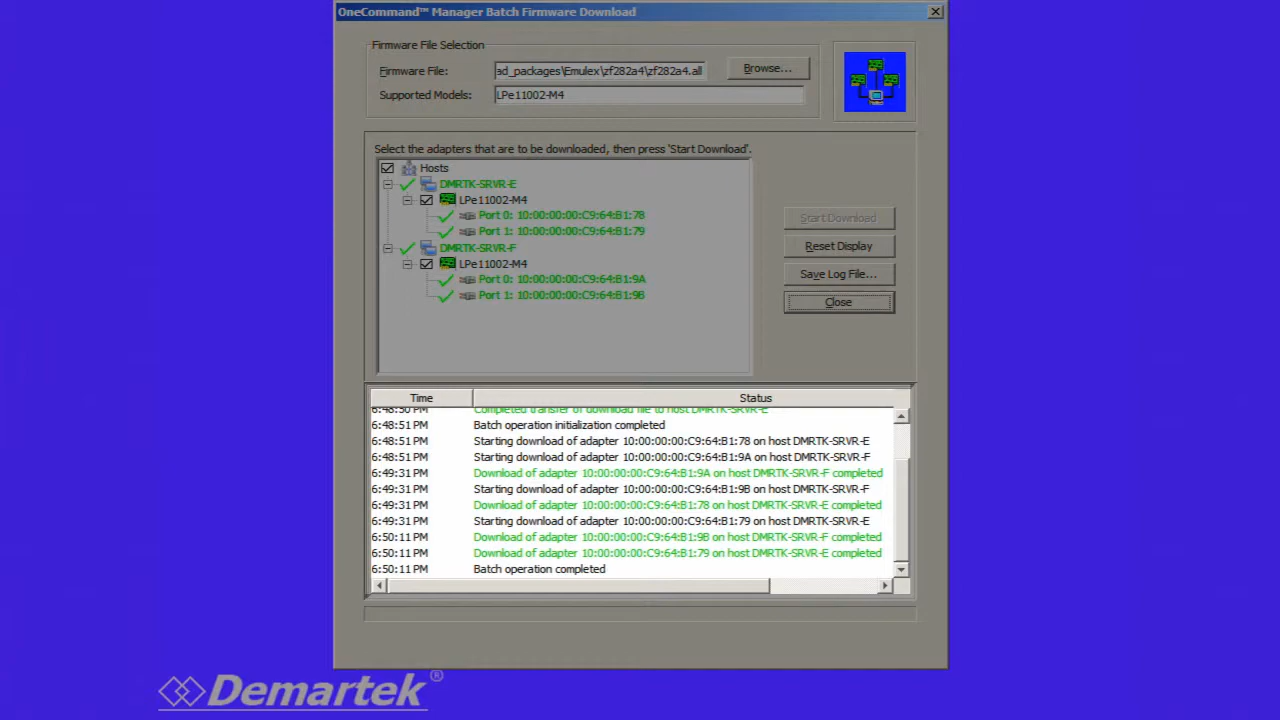 OneCommand™ Manager Batch Firmware Download
Firmware File Selection
Firmware File: ad_packages\Emulex\zf282a4\zf282a4.all Browse...
Supported Models: LPe11002-M4
Select the adapters that are to be downloaded, then press 'Start Download'.
Hosts
DMRTK-SRVR-E
LPe11002-M4
Port 0: 10:00:00:00:C9:64:B1:78
Port 1: 10:00:00:00:C9:64:B1:79
DMRTK-SRVR-F
LPe11002-M4
Port 0: 10:00:00:00:C9:64:B1:9A
Port 1: 10:00:00:00:C9:64:B1:9B
Start Download
Reset Display
Save Log File...
Close
Time Status
6:48:50 PM Completed transfer of download file to host DMRTK-SRVR-E
6:48:51 PM Batch operation initialization completed
6:48:51 PM Starting download of adapter 10:00:00:00:C9:64:B1:78 on host DMRTK-SRVR-E
6:48:51 PM Starting download of adapter 10:00:00:00:C9:64:B1:9A on host DMRTK-SRVR-F
6:49:31 PM Download of adapter 10:00:00:00:C9:64:B1:9A on host DMRTK-SRVR-F completed
6:49:31 PM Starting download of adapter 10:00:00:00:C9:64:B1:9B on host DMRTK-SRVR-F
6:49:31 PM Download of adapter 10:00:00:00:C9:64:B1:78 on host DMRTK-SRVR-E completed
6:49:31 PM Starting download of adapter 10:00:00:00:C9:64:B1:79 on host DMRTK-SRVR-E
6:50:11 PM Download of adapter 10:00:00:00:C9:64:B1:9B on host DMRTK-SRVR-F completed
6:50:11 PM Download of adapter 10:00:00:00:C9:64:B1:79 on host DMRTK-SRVR-E completed
6:50:11 PM Batch operation completed
Demartek®